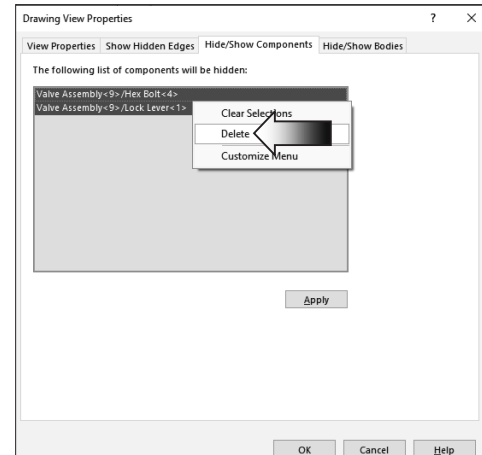 Drawing View Properties ? ×
View Properties Show Hidden Edges Hide/Show Components Hide/Show Bodies
The following list of components will be hidden:
Valve Assembly<9>/Hex Bolt<4>
Valve Assembly<9>/Lock Lever<1>
Clear Selections
Delete
Customize Menu
Apply
OK Cancel Help